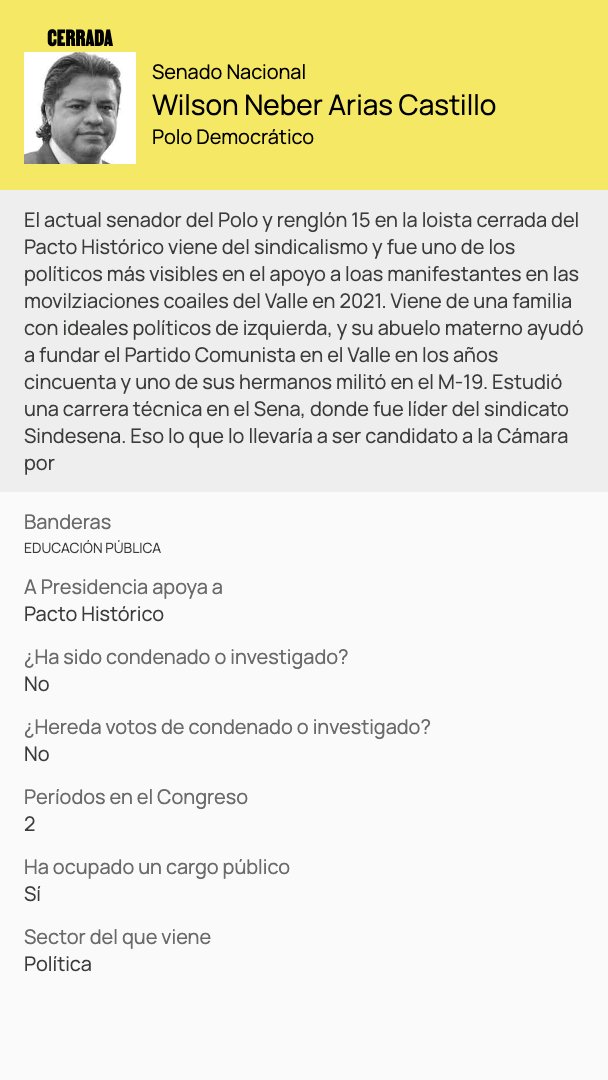 CERRADA
Senado Nacional
Wilson Neber Arias Castillo
Polo Democrático
El actual senador del Polo y renglón 15 en la loista cerrada del
Pacto Histórico viene del sindicalismo y fue uno de los
políticos más visibles en el apoyo a loas manifestantes en las
movilziaciones coailes del Valle en 2021. Viene de una familia
con ideales políticos de izquierda, y su abuelo materno ayudó
a fundar el Partido Comunista en el Valle en los años
cincuenta y uno de sus hermanos militó en el M-19. Estudió
una carrera técnica en el Sena, donde fue líder del sindicato
Sindesena. Eso lo que lo llevaría a ser candidato a la Cámara
por
Banderas
EDUCACIÓN PÚBLICA
A Presidencia apoya a
Pacto Histórico
¿Ha sido condenado o investigado?
No
¿Hereda votos de condenado o investigado?
No
Períodos en el Congreso
2
Ha ocupado un cargo público
Sí
Sector del que viene
Política